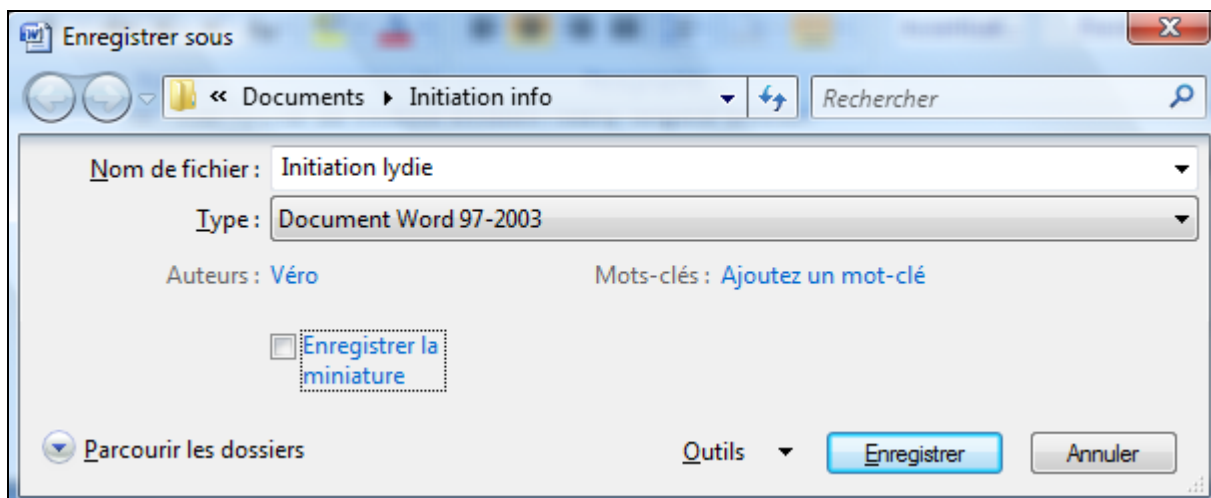 Enregistrer sous
« Documents Initiation info Rechercher
Nom de fichier : Initiation lydie
Type : Document Word 97-2003
Auteurs : Véro Mots-clés : Ajoutez un mot-clé
Enregistrer la
miniature
Parcourir les dossiers Outils Enregistrer Annuler